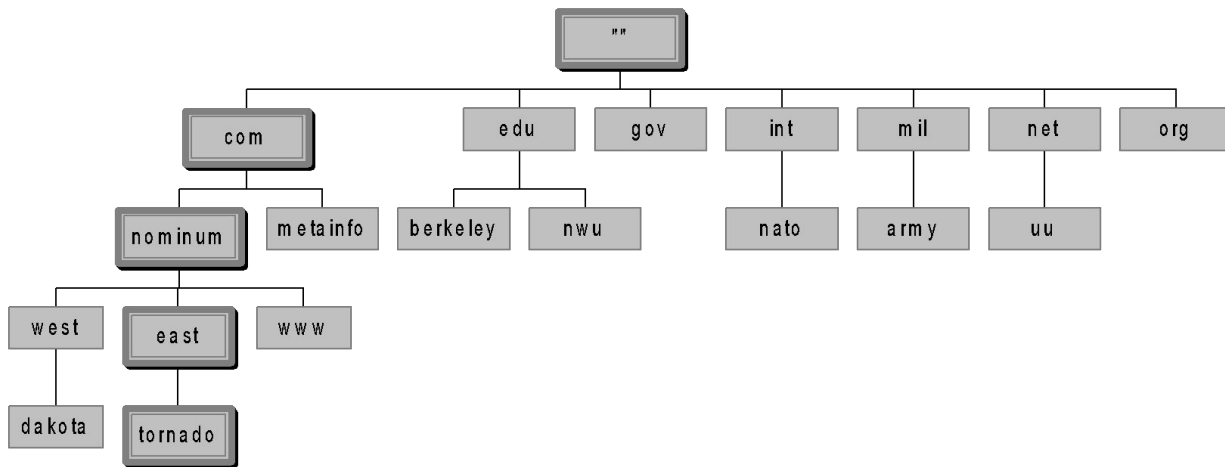 ""
com
edu
gov
int
mil
net
org
nominum
metainfo
berkeley
nwu
nato
army
uu
west
east
www
dakota
tornado